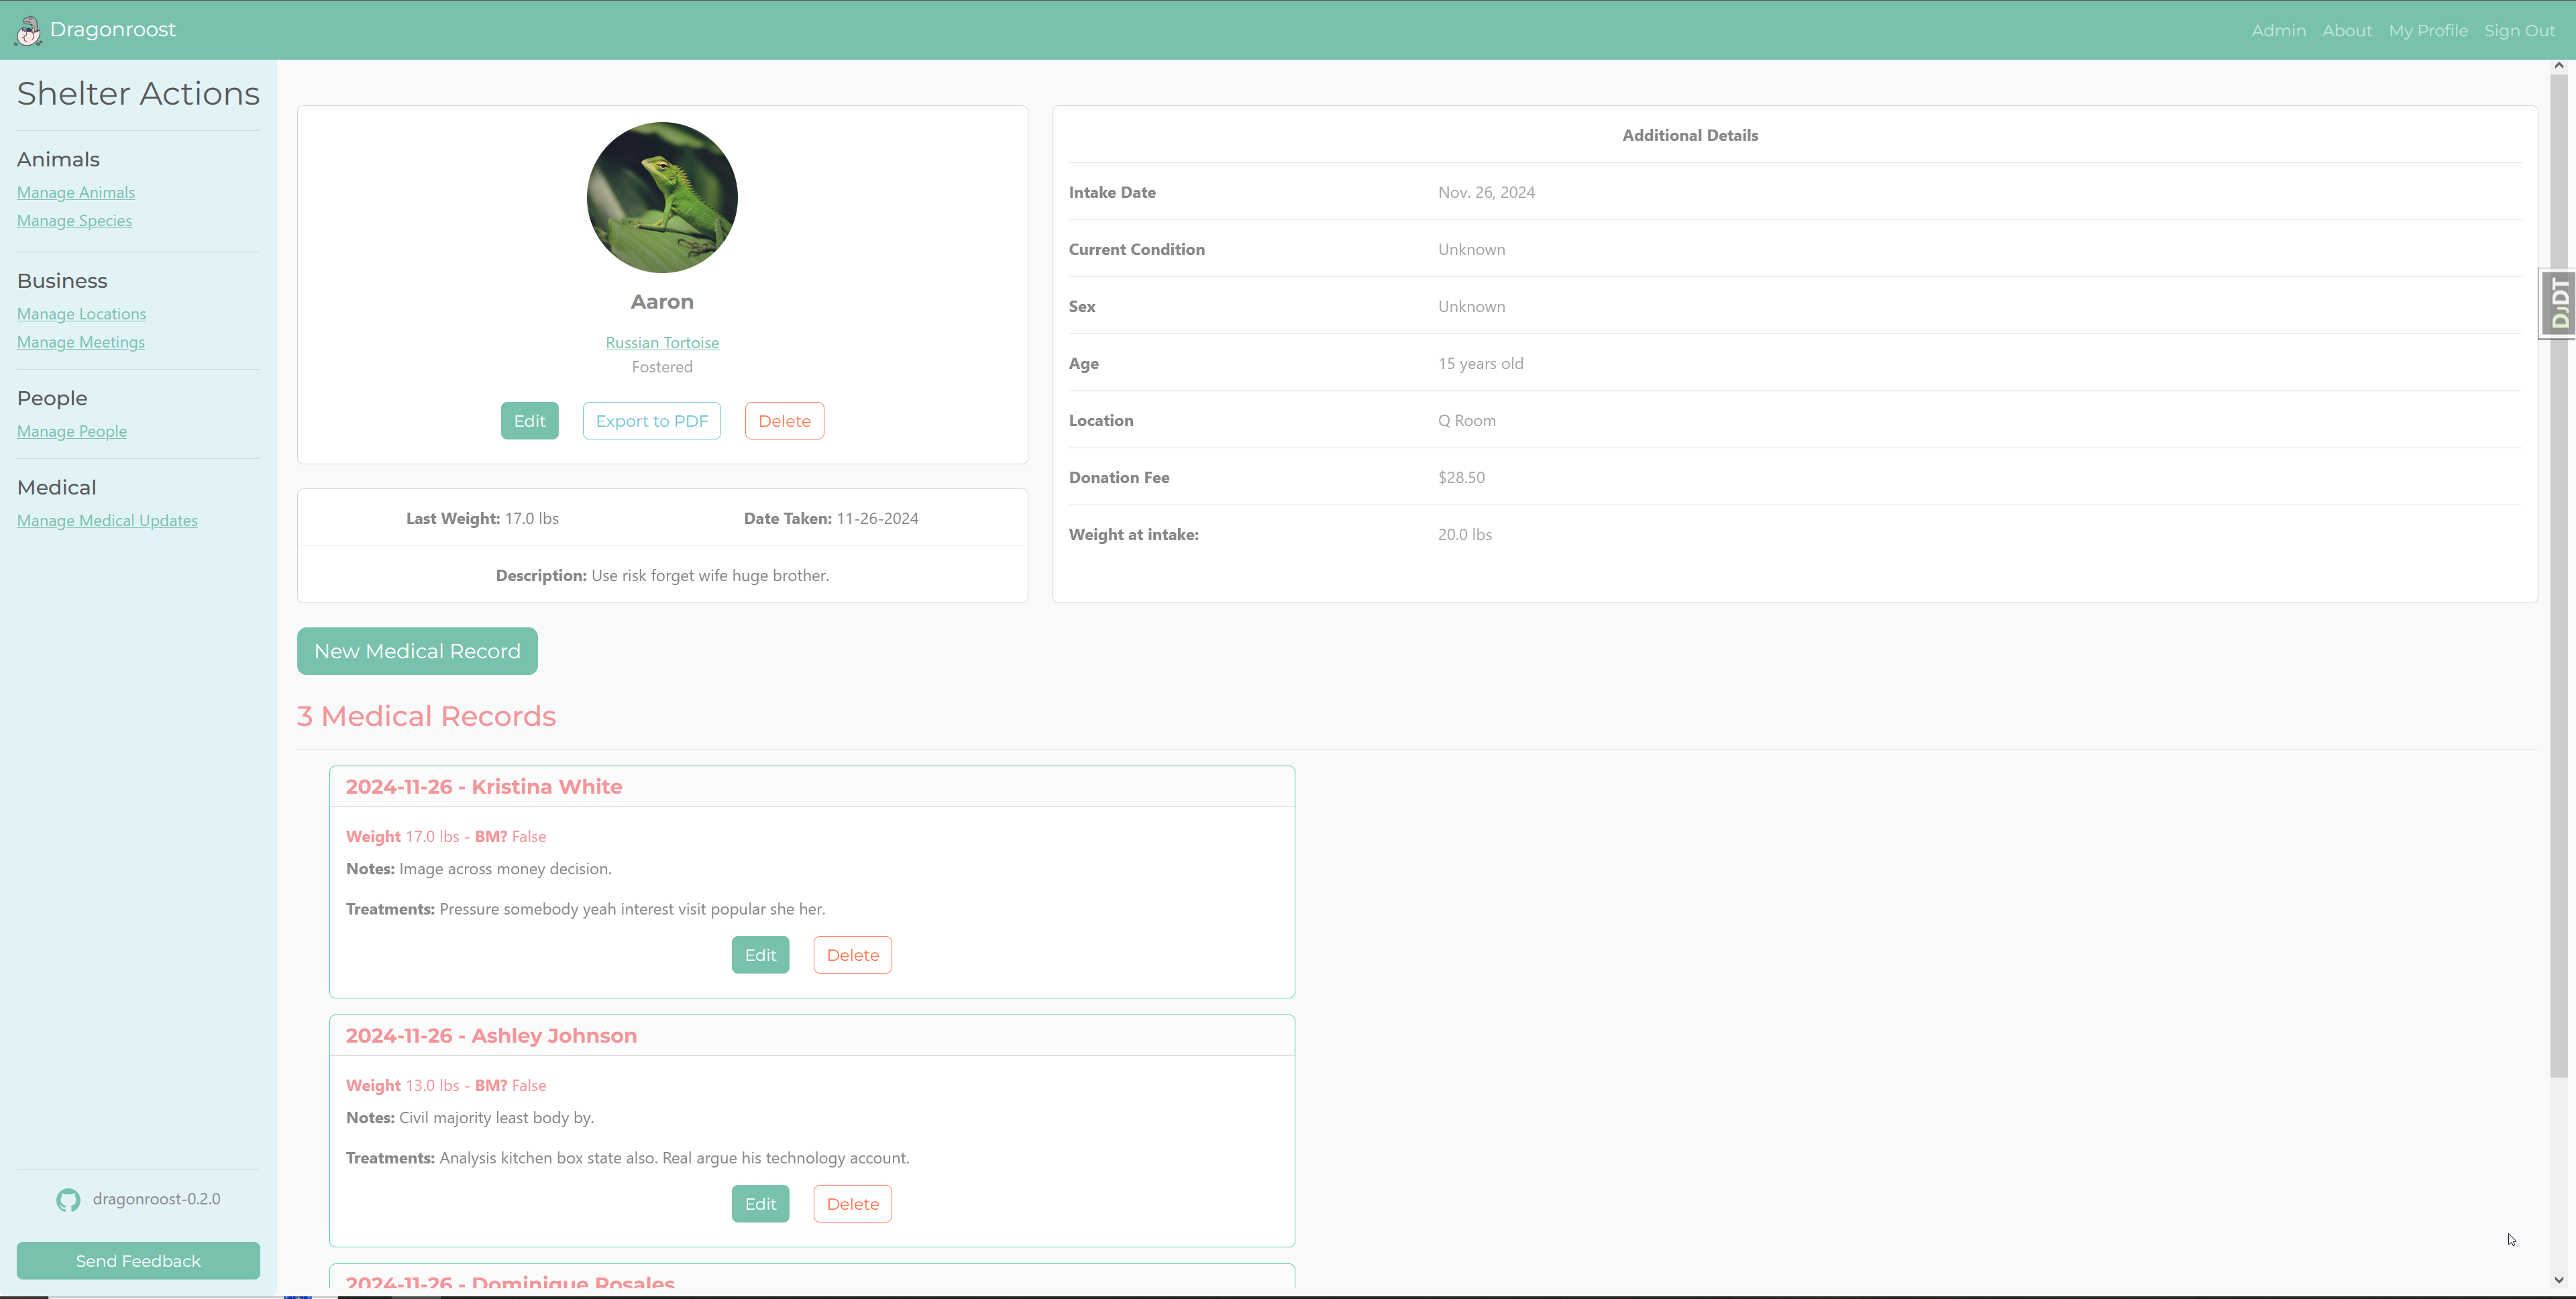 Dragonroost
Admin About My Profile Sign Out
Shelter Actions
Animals
Manage Animals
Manage Species
Business
Manage Locations
Manage Meetings
People
Manage People
Medical
Manage Medical Updates
dragonroost-0.2.0
Send Feedback
Aaron
Russian Tortoise
Fostered
Edit Export to PDF Delete
Last Weight: 17.0 lbs Date Taken: 11-26-2024
Description: Use risk forget wife huge brother.
Additional Details
Intake Date Nov. 26, 2024
Current Condition Unknown
Sex Unknown
Age 15 years old
Location Q Room
Donation Fee $28.50
Weight at intake: 20.0 lbs
DJDT
New Medical Record
3 Medical Records
2024-11-26 - Kristina White
Weight 17.0 lbs - BM? False
Notes: Image across money decision.
Treatments: Pressure somebody yeah interest visit popular she her.
Edit Delete
2024-11-26 - Ashley Johnson
Weight 13.0 lbs - BM? False
Notes: Civil majority least body by.
Treatments: Analysis kitchen box state also. Real argue his technology account.
Edit Delete
2024-11-26 - Dominique Rosales